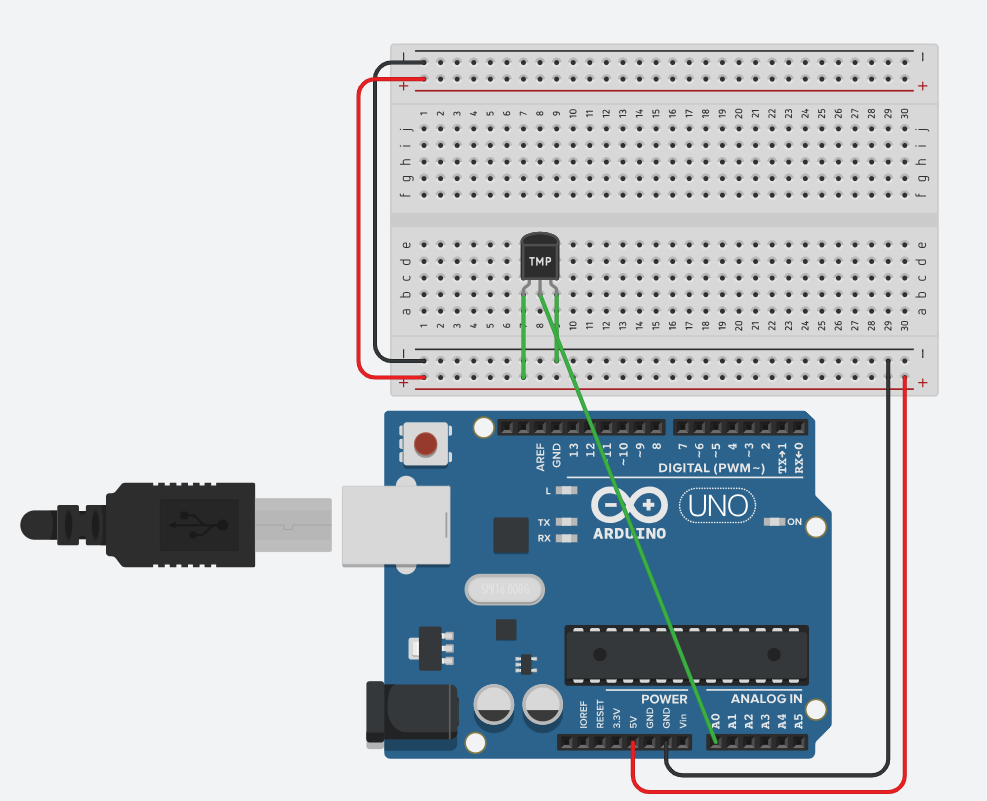 − −
+ +
1 2 3 4 5 6 7 8 9 10 11 12 13 14 15 16 17 18 19 20 21 22 23 24 25 26 27 28 29 30
j j
i i
h h
g g
f f
e e
d d
TMP
c c
b b
a a
1 2 3 4 5 6 7 8 9 10 11 12 13 14 15 16 17 18 19 20 21 22 23 24 25 26 27 28 29 30
− −
+ +
AREF GND 13 12 ~11 ~10 ~9 8 7 ~6 ~5 4 ~3 2 TX→1 RX←0
DIGITAL (PWM~)
L
UNO
TX
ON
RX
ARDUINO
POWER
ANALOG IN
IOREF RESET 3.3V 5V GND GND Vin A0 A1 A2 A3 A4 A5